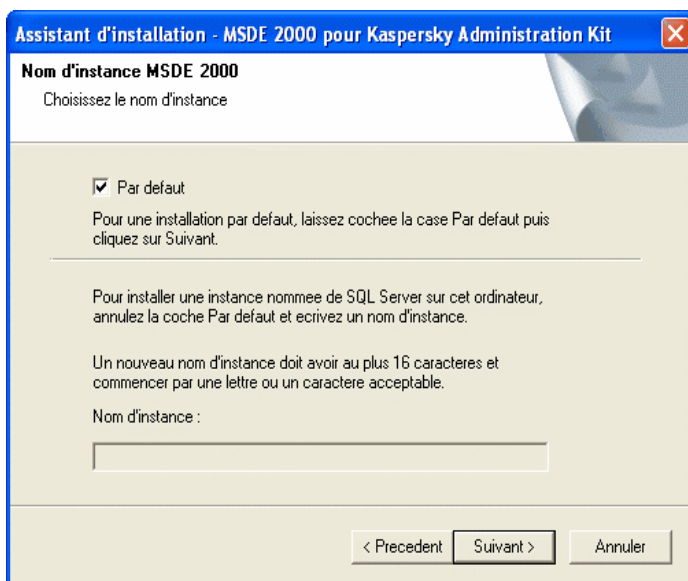 Assistant d'installation - MSDE 2000 pour Kaspersky Administration Kit
Nom d'instance MSDE 2000
Choisissez le nom d'instance
Par defaut
Pour une installation par defaut, laissez cochee la case Par defaut puis
cliquez sur Suivant.
Pour installer une instance nommee de SQL Server sur cet ordinateur,
annulez la coche Par defaut et ecrivez un nom d'instance.
Un nouveau nom d'instance doit avoir au plus 16 caracteres et
commencer par une lettre ou un caractere acceptable.
Nom d'instance :
< Precedent Suivant > Annuler